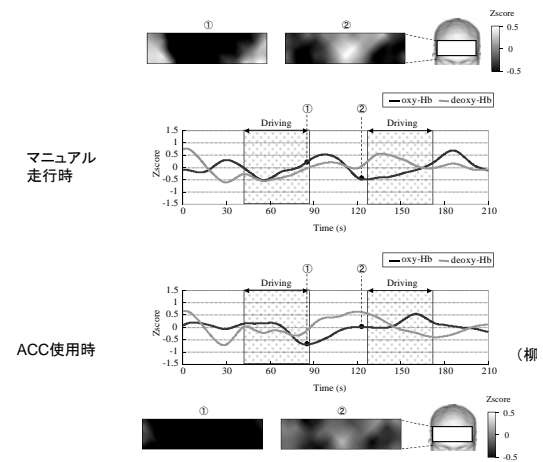 ① ② Zscore
0.5
0
-0.5
oxy-Hb deoxy-Hb
① ②
Driving Driving
マニュアル
走行時
Zscore
1.5
1
0.5
0
-0.5
-1
-1.5
0 30 60 90 120 150 180 210
Time (s)
oxy-Hb deoxy-Hb
① ②
Driving Driving
ACC使用時
Zscore
1.5
1
0.5
0
-0.5
-1
-1.5
0 30 60 90 120 150 180 210
Time (s)
(柳
① ② Zscore
0.5
0
-0.5